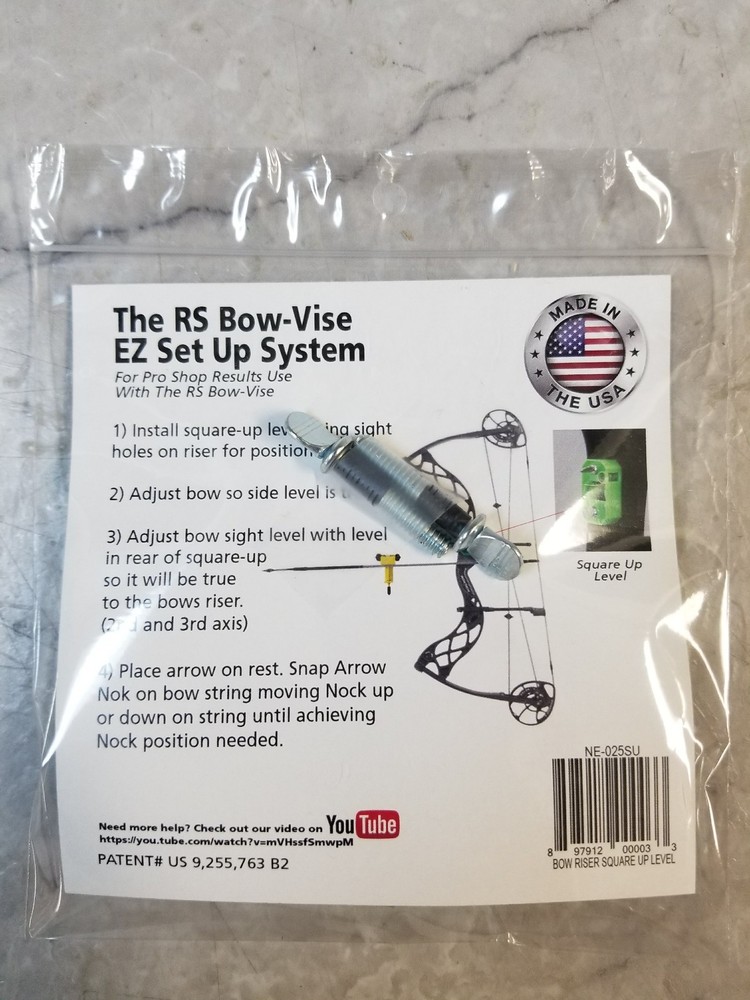 The RS Bow-Vise
EZ Set Up System
For Pro Shop Results Use
With The RS Bow-Vise
MADE IN
THE USA
1) Install square-up sight
holes on riser for
2) Adjust bow so side level is
3) Adjust bow sight level with level
in rear of square-up
so it will be true
to the bows riser.
(2nd and 3rd axis)
Square Up
Level
4) Place arrow on rest. Snap Arrow
Nok on bow string moving Nock up
or down on string until achieving
Nock position needed.
NE-025SU
8 97912 00003 3
BOW RISER SQUARE UP LEVEL
Need more help? Check out our video on YouTube
https://you.tube.com/watch?v=mVHssfSmwpM
PATENT# US 9,255,763 B2